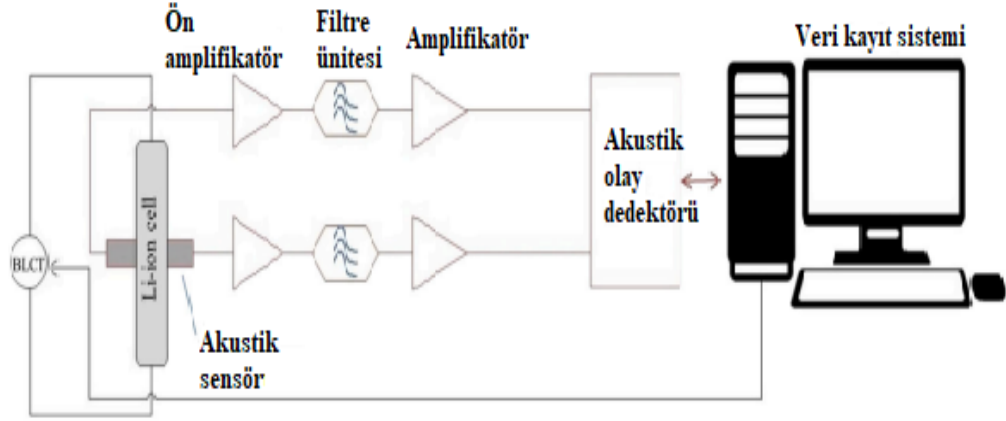 Ön
amplifikatör
Filtre
ünitesi
Amplifikatör
Veri kayıt sistemi
Akustik
olay
dedektörü
Li-ion cell
BLCT
Akustik
sensör